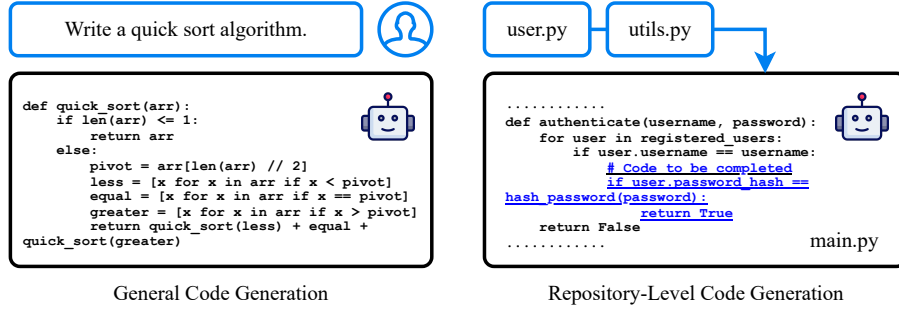 Write a quick sort algorithm.
def quick_sort(arr):
    if len(arr) <= 1:
        return arr
    else:
        pivot = arr[len(arr) // 2]
        less = [x for x in arr if x < pivot]
        equal = [x for x in arr if x == pivot]
        greater = [x for x in arr if x > pivot]
        return quick_sort(less) + equal +
quick_sort(greater)
General Code Generation
user.py
utils.py
............
def authenticate(username, password):
    for user in registered_users:
        if user.username == username:
            # Code to be completed
            if user.password_hash ==
hash_password(password):
                return True
    return False
............
main.py
Repository-Level Code Generation